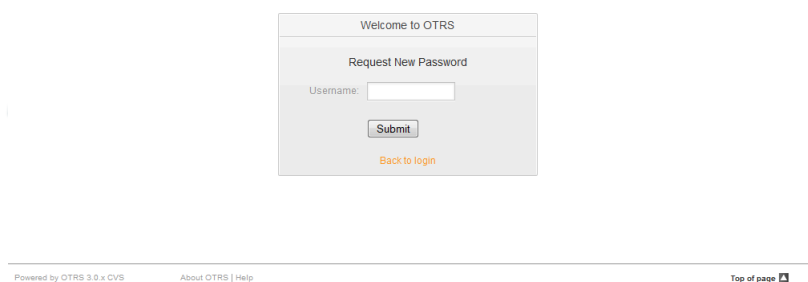 Welcome to OTRS
Request New Password
Username:
Submit
Back to login
Powered by OTRS 3.0.x CVS About OTRS | Help Top of page